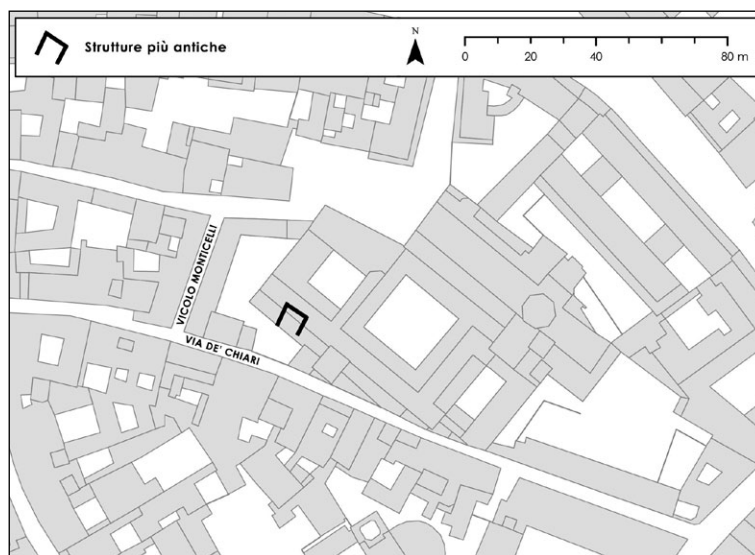 Strutture più antiche
N
0 20 40 80 m
VICOLO MONTICELLI
VIA DE' CHIARI